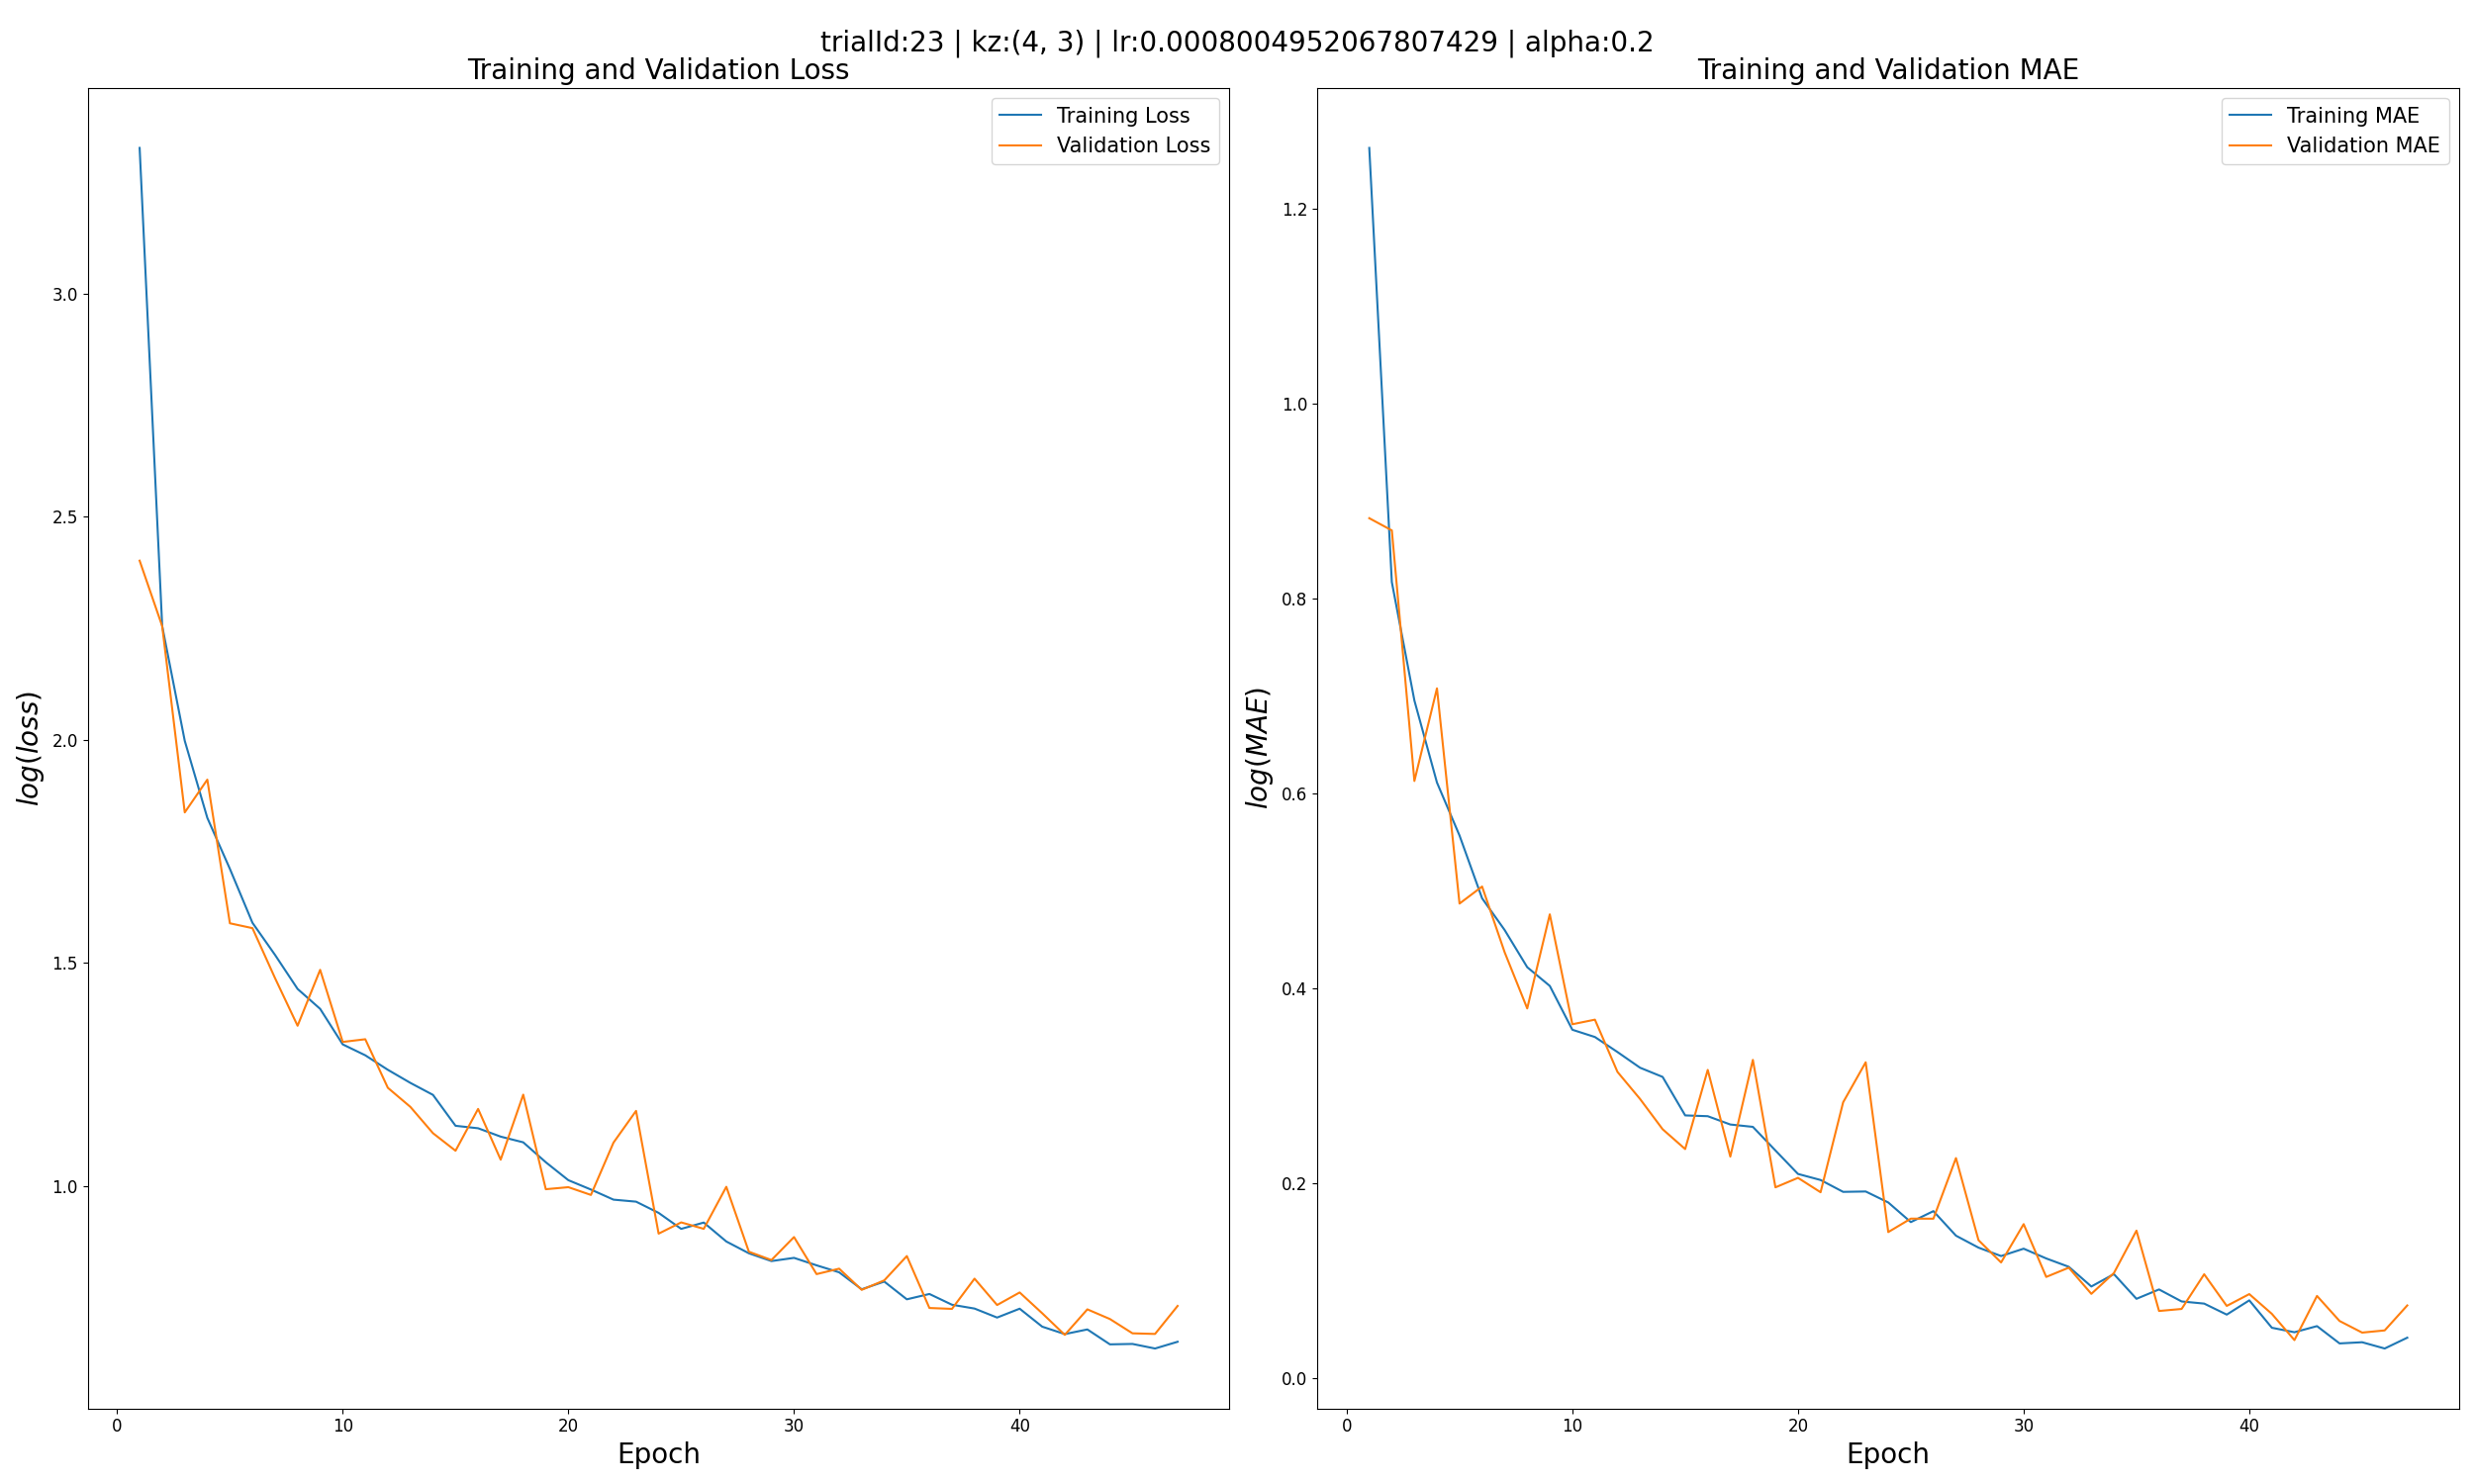 trialId:23 | kz:(4, 3) | lr:0.0008004952067807429 | alpha:0.2
Training and Validation Loss
Training Loss
Validation Loss
3.0
2.5
2.0
1.5
1.0
log(loss)
0 10 20 30 40
Epoch
Training and Validation MAE
Training MAE
Validation MAE
1.2
1.0
0.8
0.6
0.4
0.2
0.0
log(MAE)
0 10 20 30 40
Epoch